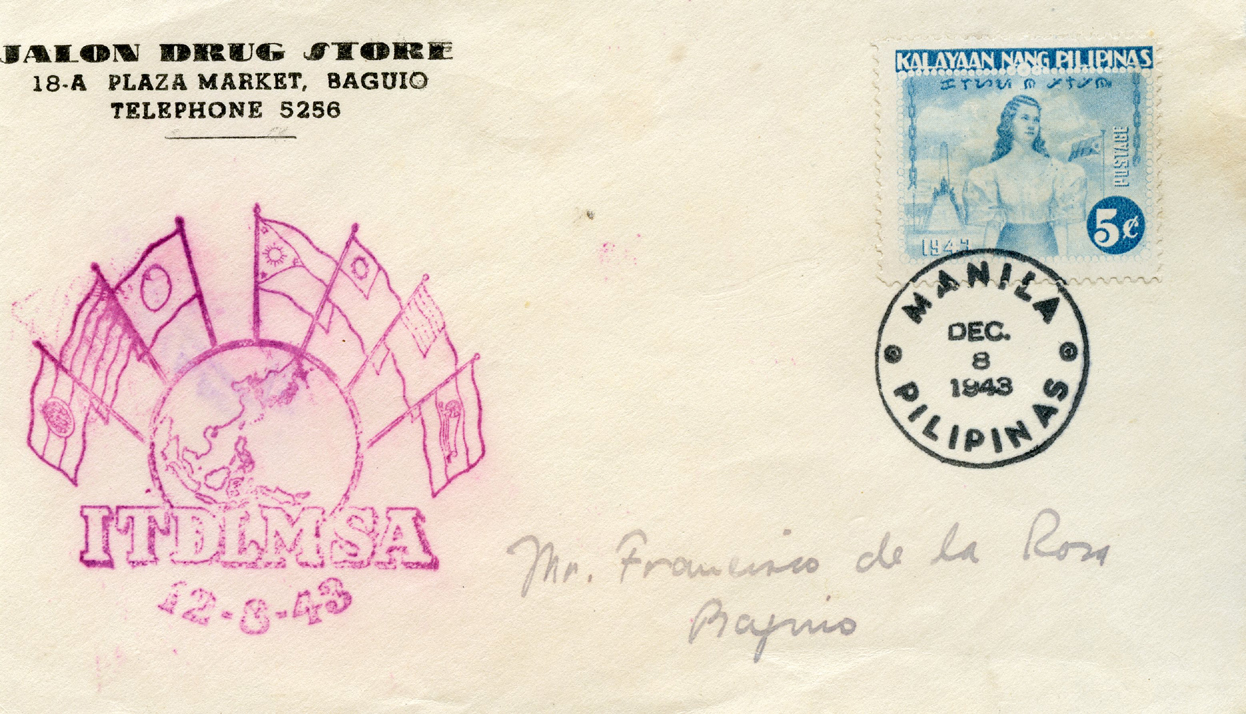 JALON DRUG STORE
18-A PLAZA MARKET, BAGUIO
TELEPHONE 5256
KALAYAAN NANG PILIPINAS
POSTAGE
5¢
1943
MANILA
DEC.
8
1943
PILIPINAS
ITDLMSA
12-8-43
Mr. Francisco de la Rosa
Baguio